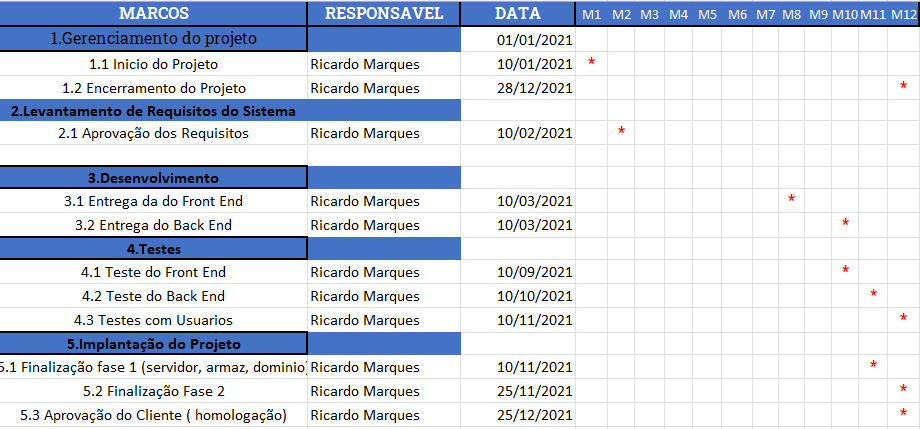 MARCOS RESPONSAVEL DATA M1 M2 M3 M4 M5 M6 M7 M8 M9 M10 M11 M12
1.Gerenciamento do projeto 01/01/2021
1.1 Inicio do Projeto Ricardo Marques 10/01/2021 *
1.2 Encerramento do Projeto Ricardo Marques 28/12/2021 *
2.Levantamento de Requisitos do Sistema
2.1 Aprovação dos Requisitos Ricardo Marques 10/02/2021 *
3.Desenvolvimento
3.1 Entrega da do Front End Ricardo Marques 10/03/2021 *
3.2 Entrega do Back End Ricardo Marques 10/03/2021 *
4.Testes
4.1 Teste do Front End Ricardo Marques 10/09/2021 *
4.2 Teste do Back End Ricardo Marques 10/10/2021 *
4.3 Testes com Usuarios Ricardo Marques 10/11/2021 *
5.Implantação do Projeto
5.1 Finalização fase 1 (servidor, armaz, dominio) Ricardo Marques 10/11/2021 *
5.2 Finalização Fase 2 Ricardo Marques 25/11/2021 *
5.3 Aprovação do Cliente ( homologação) Ricardo Marques 25/12/2021 *